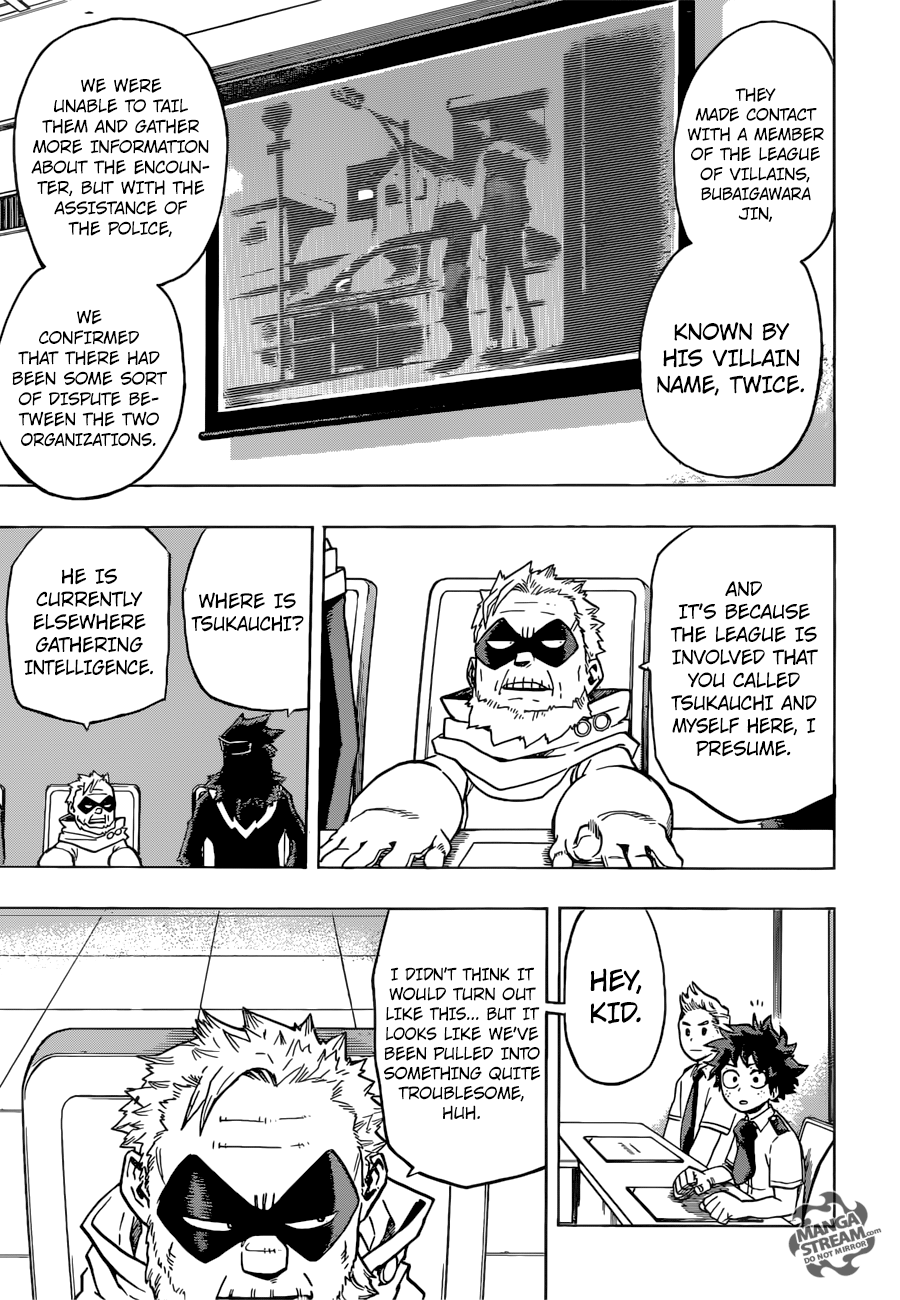 THEY
MADE CONTACT
WITH A MEMBER
OF THE LEAGUE
OF VILLAINS,
BUBAIGAWARA
JIN,
KNOWN BY
HIS VILLAIN
NAME, TWICE.
WE WERE
UNABLE TO TAIL
THEM AND GATHER
MORE INFORMATION
ABOUT THE ENCOUN-
TER, BUT WITH THE
ASSISTANCE OF
THE POLICE,
WE
CONFIRMED
THAT THERE HAD
BEEN SOME SORT
OF DISPUTE BE-
TWEEN THE TWO
ORGANIZATIONS.
AND
IT'S BECAUSE
THE LEAGUE IS
INVOLVED THAT
YOU CALLED
TSUKAUCHI AND
MYSELF HERE, I
PRESUME.
WHERE IS
TSUKAUCHI?
HE IS
CURRENTLY
ELSEWHERE
GATHERING
INTELLIGENCE.
HEY,
KID.
I DIDN'T THINK IT
WOULD TURN OUT
LIKE THIS... BUT IT
LOOKS LIKE WE'VE
BEEN PULLED INTO
SOMETHING QUITE
TROUBLESOME,
HUH.
MANGA
STREAM.com
DO NOT MIRROR